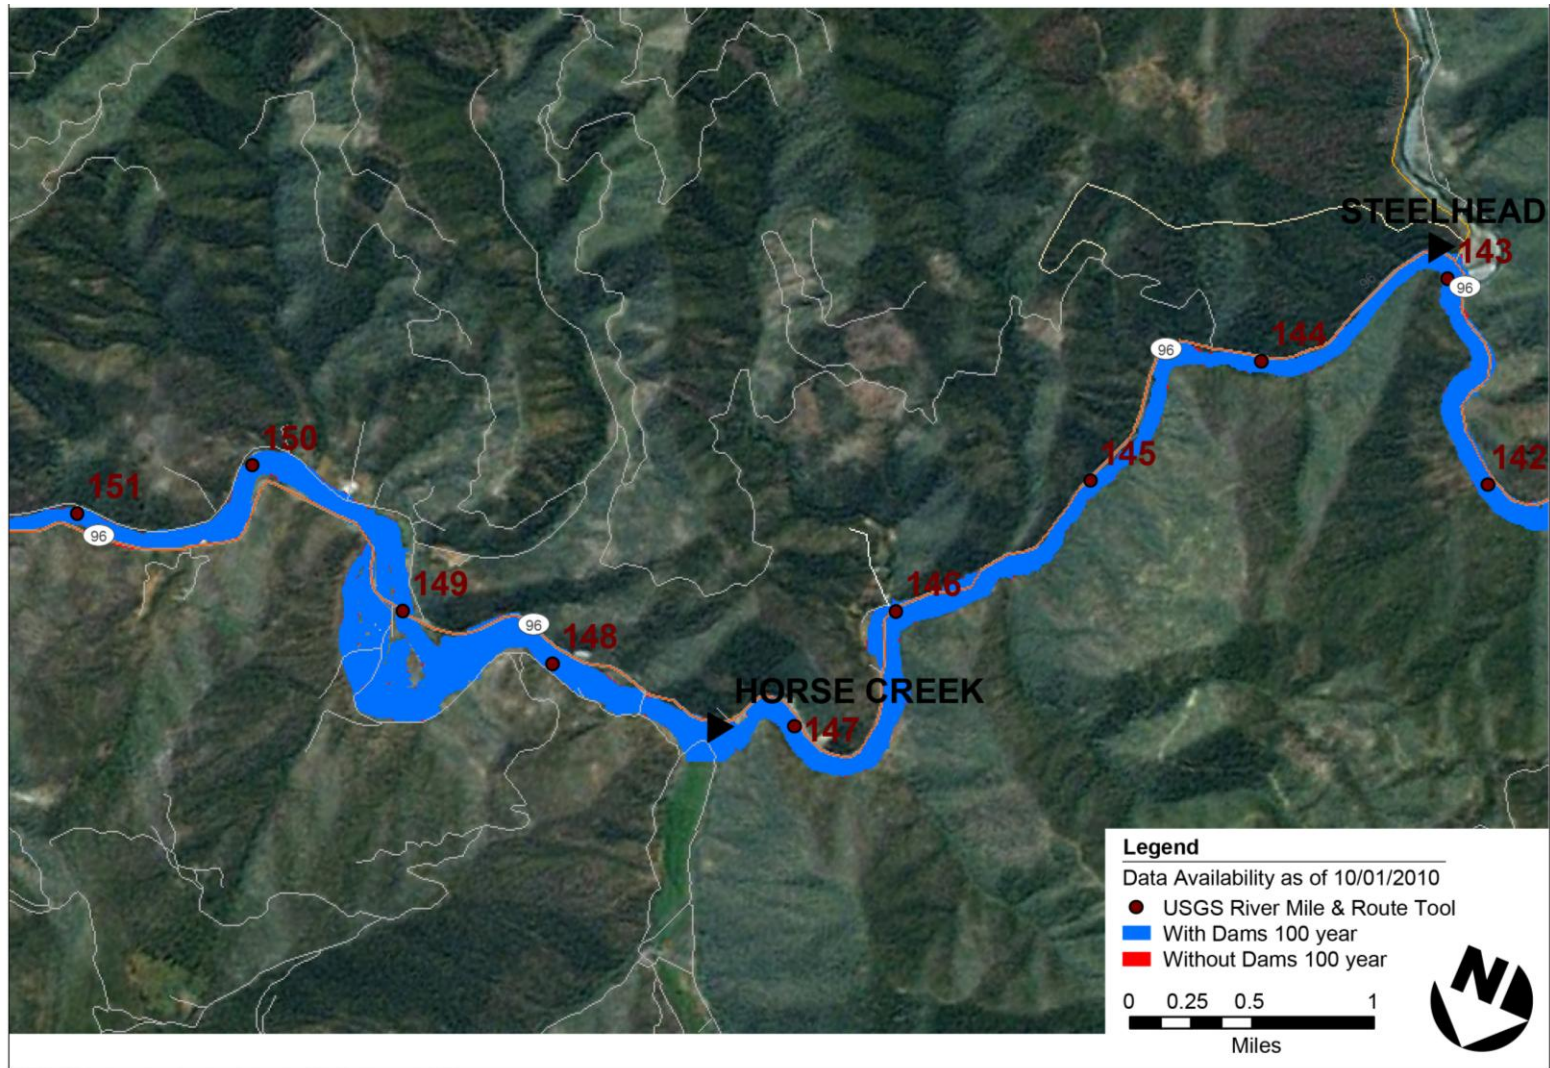 STEELHEAD
143
96
144
96
145
142
150
151
96
149
146
96
148
HORSE CREEK
147
Legend
Data Availability as of 10/01/2010
USGS River Mile & Route Tool
With Dams 100 year
Without Dams 100 year
0 0.25 0.5 1
Miles
N